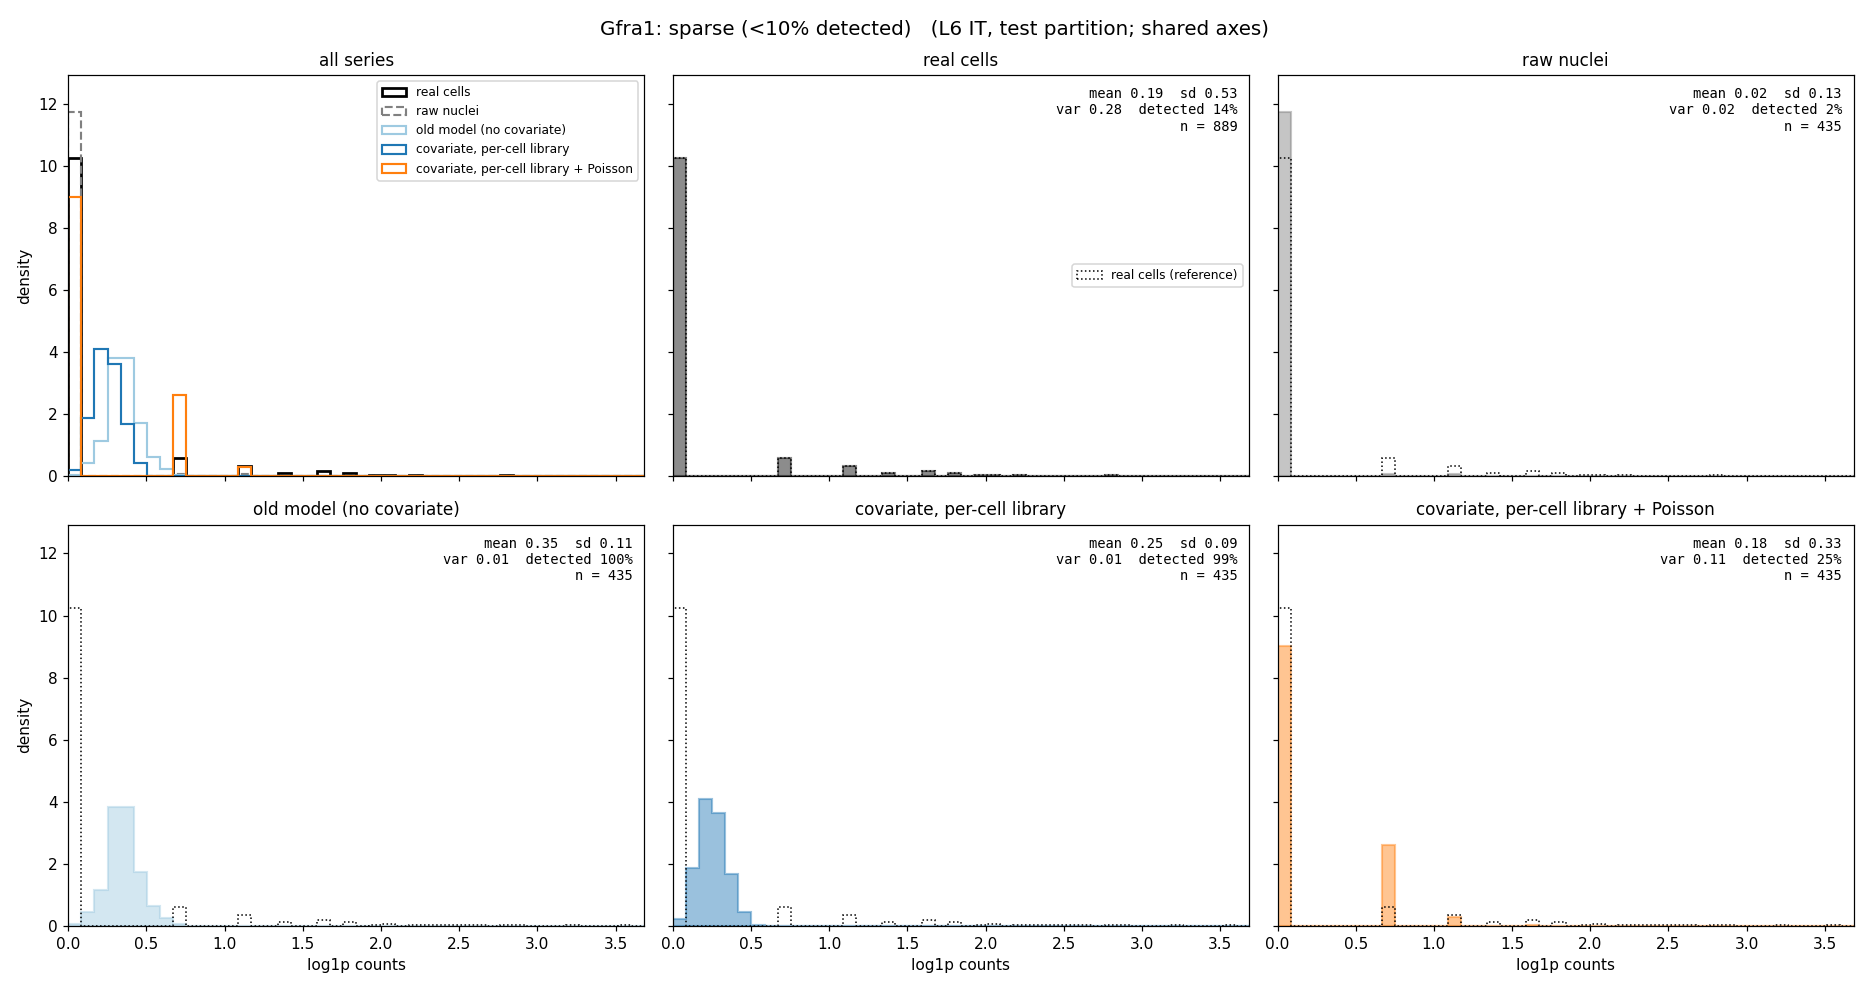 Gfra1: sparse (<10% detected)   (L6 IT, test partition; shared axes)
all series
real cells
raw nuclei
density
12
10
8
6
4
2
0
real cells
raw nuclei
old model (no covariate)
covariate, per-cell library
covariate, per-cell library + Poisson
mean 0.19  sd 0.53
var 0.28  detected 14%
n = 889
real cells (reference)
mean 0.02  sd 0.13
var 0.02  detected 2%
n = 435
old model (no covariate)
covariate, per-cell library
covariate, per-cell library + Poisson
density
12
10
8
6
4
2
0
mean 0.35  sd 0.11
var 0.01  detected 100%
n = 435
mean 0.25  sd 0.09
var 0.01  detected 99%
n = 435
mean 0.18  sd 0.33
var 0.11  detected 25%
n = 435
0.0 0.5 1.0 1.5 2.0 2.5 3.0 3.5
0.0 0.5 1.0 1.5 2.0 2.5 3.0 3.5
0.0 0.5 1.0 1.5 2.0 2.5 3.0 3.5
log1p counts
log1p counts
log1p counts